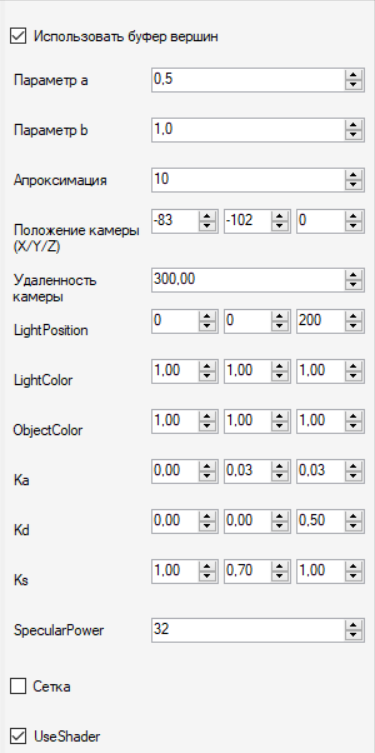 Использовать буфер вершин
Параметр a 0,5
Параметр b 1,0
Апроксимация 10
Положение камеры (X/Y/Z) -83 -102 0
Удаленность камеры 300,00
LightPosition 0 0 200
LightColor 1,00 1,00 1,00
ObjectColor 1,00 1,00 1,00
Ka 0,00 0,03 0,03
Kd 0,00 0,00 0,50
Ks 1,00 0,70 1,00
SpecularPower 32
Сетка
UseShader